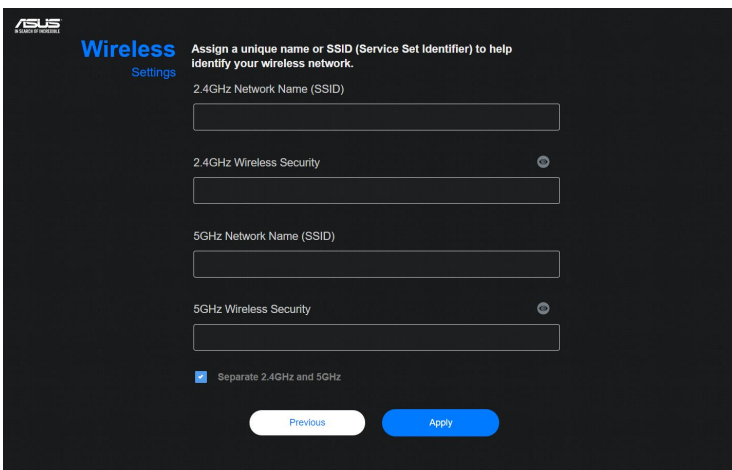 ASUS
IN SEARCH OF INCREDIBLE
Wireless
Settings
Assign a unique name or SSID (Service Set Identifier) to help
identify your wireless network.
2.4GHz Network Name (SSID)
2.4GHz Wireless Security
5GHz Network Name (SSID)
5GHz Wireless Security
Separate 2.4GHz and 5GHz
Previous
Apply